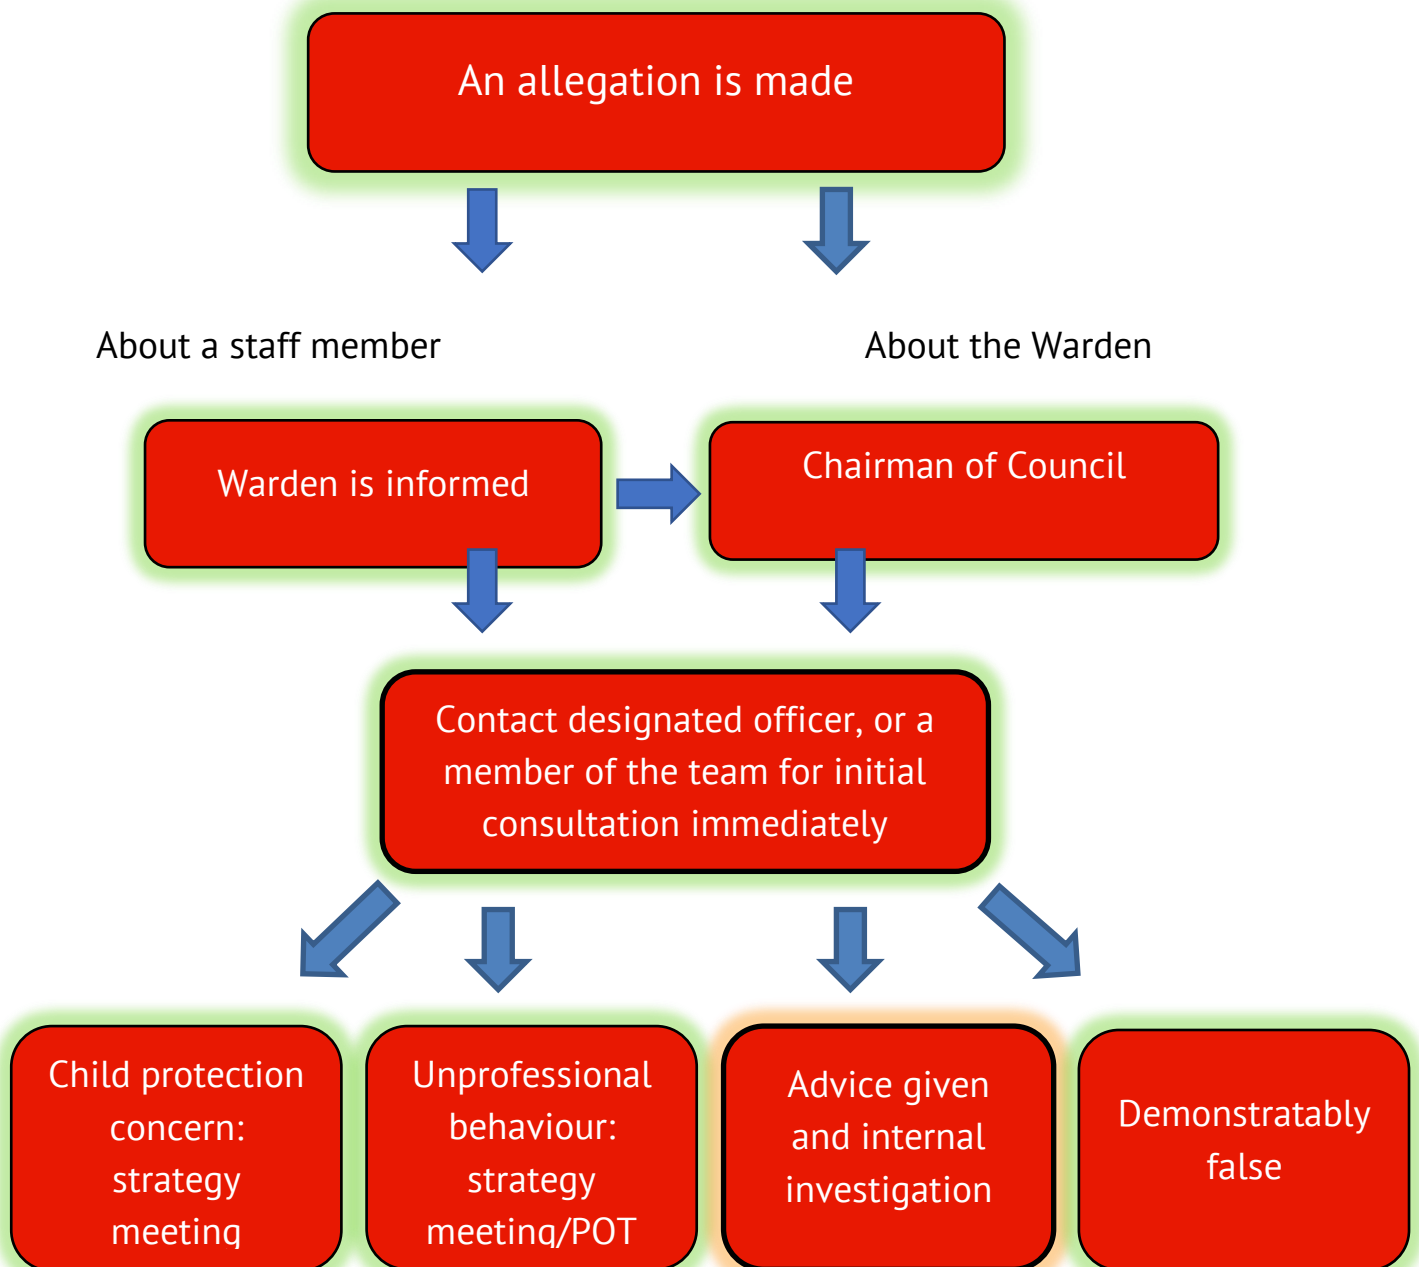 An allegation is made
About a staff member
About the Warden
Warden is informed
Chairman of Council
Contact designated officer, or a
member of the team for initial
consultation immediately
Child protection
concern:
strategy
meeting
Unprofessional
behaviour:
strategy
meeting/POT
Advice given
and internal
investigation
Demonstratably
false